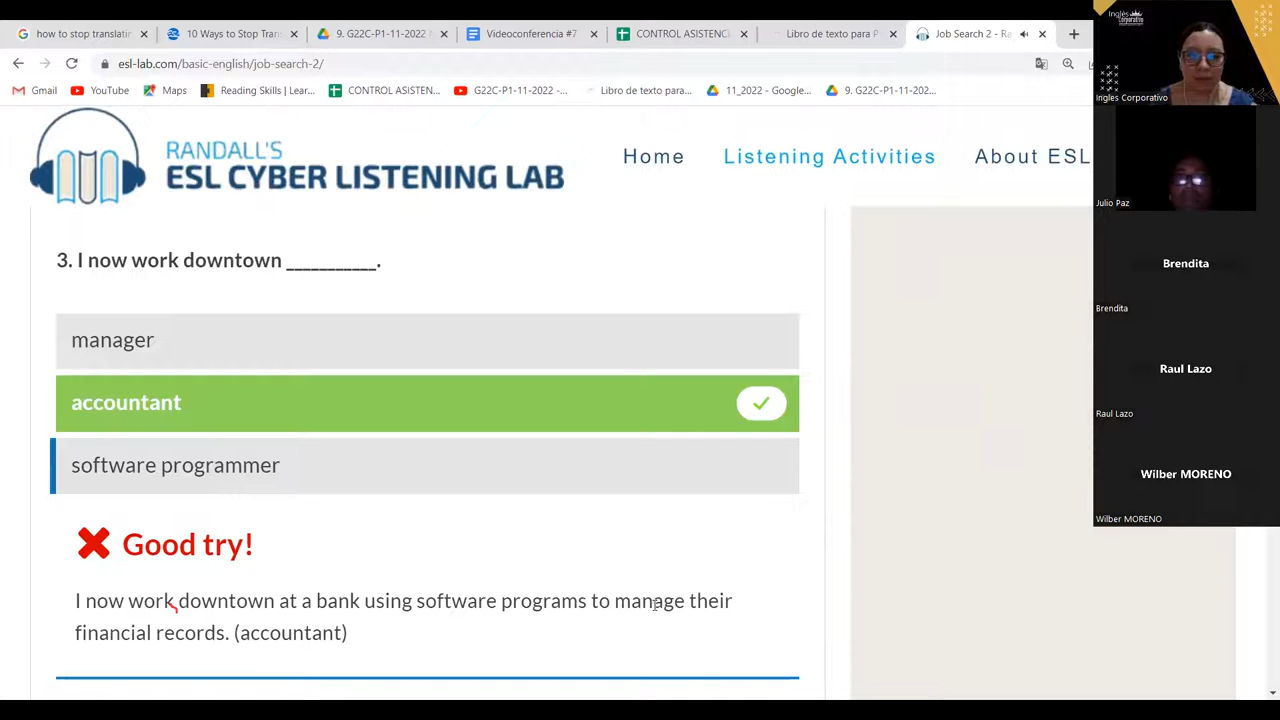 how to stop translatin
10 Ways to Stop Trans
9. G22C-P1-11-2022 M
Videoconferencia #7
CONTROL ASISTENC
Libro de texto para P
Job Search 2 - Ra
esl-lab.com/basic-english/job-search-2/
Gmail
YouTube
Maps
Reading Skills | Lear...
CONTROL ASISTEN...
G22C-P1-11-2022 -...
Libro de texto para...
11_2022 - Google...
9. G22C-P1-11-202...
RANDALL'S
ESL CYBER LISTENING LAB
Home
Listening Activities
About ESL
3. I now work downtown ___________.
manager
accountant
software programmer
Good try!
I now work downtown at a bank using software programs to manage their
financial records. (accountant)
Inglés
Corporativo
Ingles Corporativo
Julio Paz
Brendita
Brendita
Raul Lazo
Raul Lazo
Wilber MORENO
Wilber MORENO